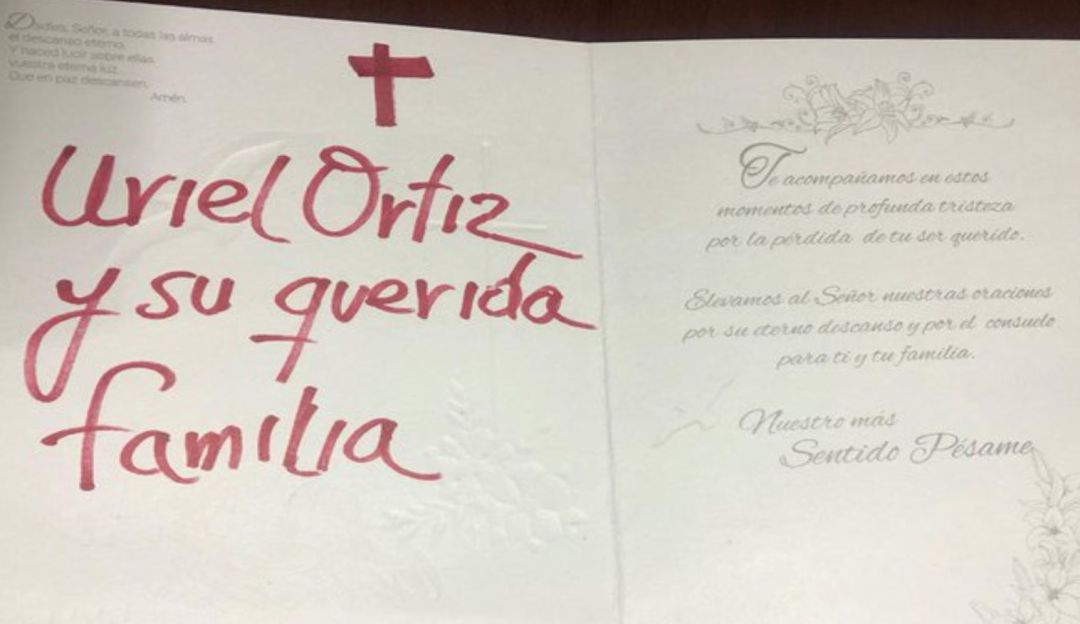 Dadles, Señor, a todas las almas
el descanso eterno.
Y haced lucir sobre ellas
vuestra eterna luz.
Que en paz descansen.
Amén.
Uriel Ortiz
y su querida
familia
Te acompañamos en estos
momentos de profunda tristeza
por la pérdida de tu ser querido.
Elevamos al Señor nuestras oraciones
por su eterno descanso y por el consuelo
para ti y tu familia.
Nuestro más
Sentido Pésame